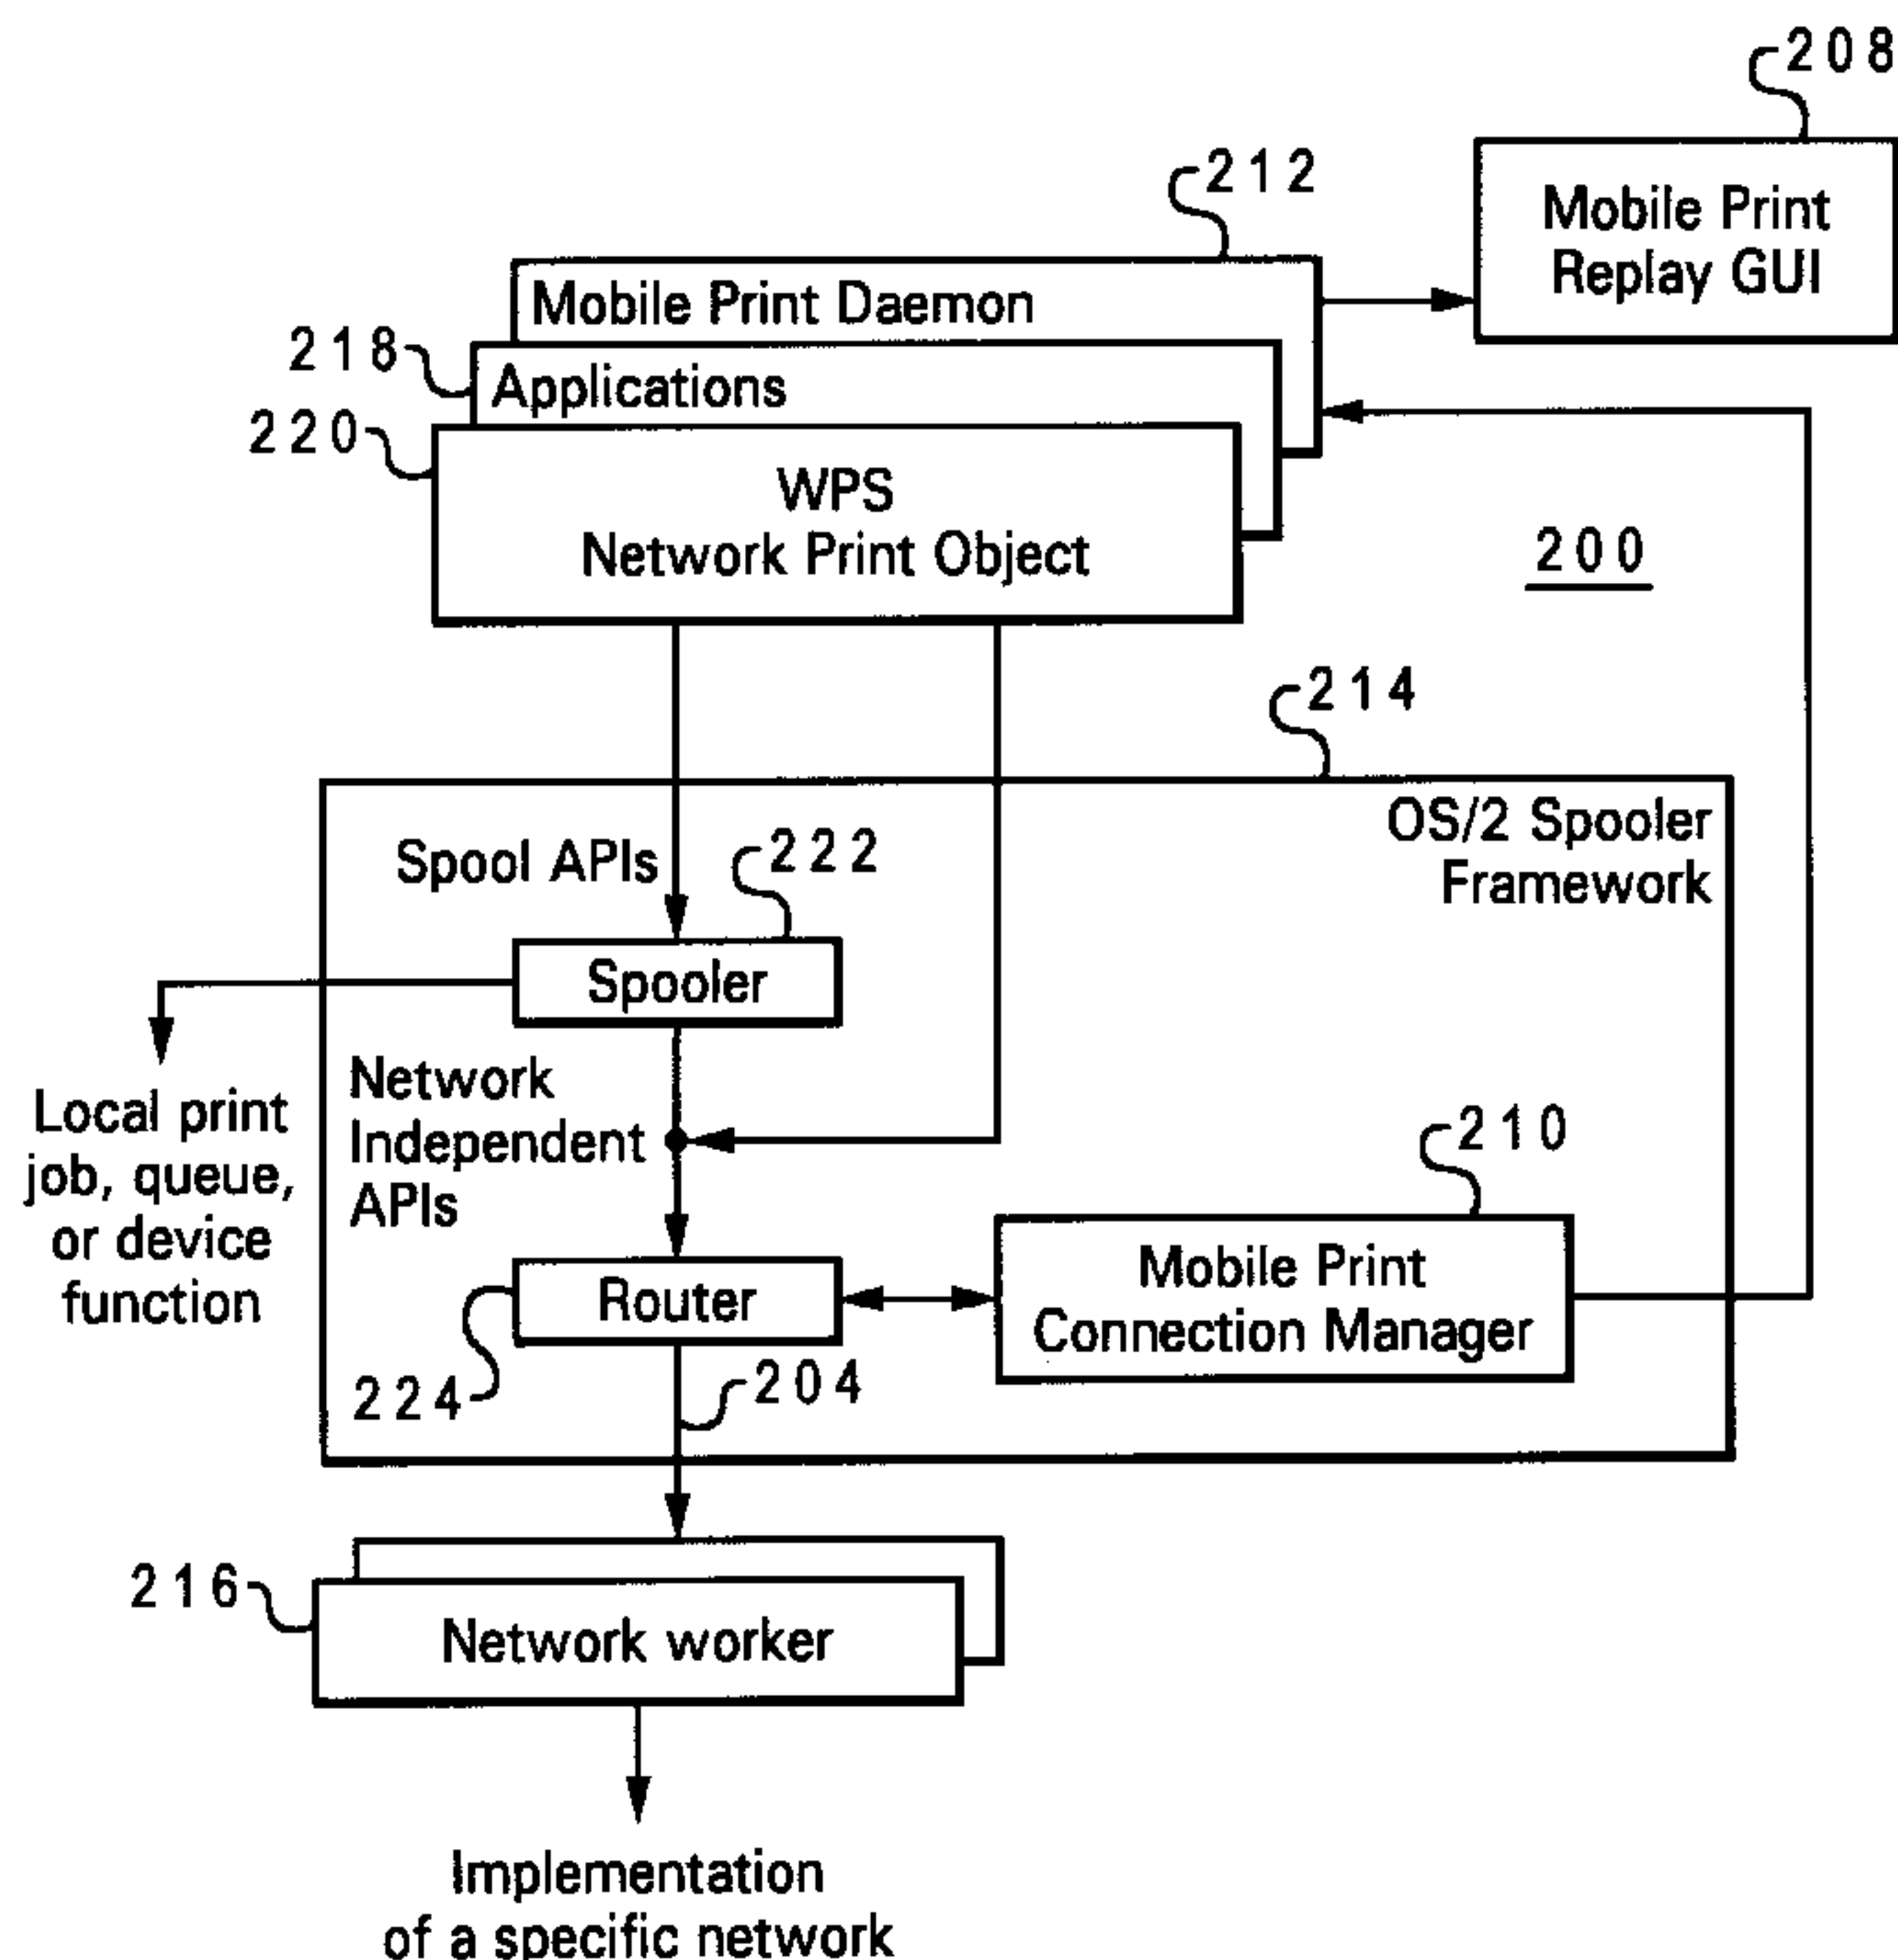 208
Mobile Print
Replay GUI
212
Mobile Print Daemon
218
Applications
220
WPS
Network Print Object
200
214
OS/2 Spooler
Framework
Spool APIs
222
Spooler
Local print
job, queue,
or device
function
Network
Independent
APIs
210
Mobile Print
Connection Manager
Router
224
204
216
Network worker
Implementation
of a specific network